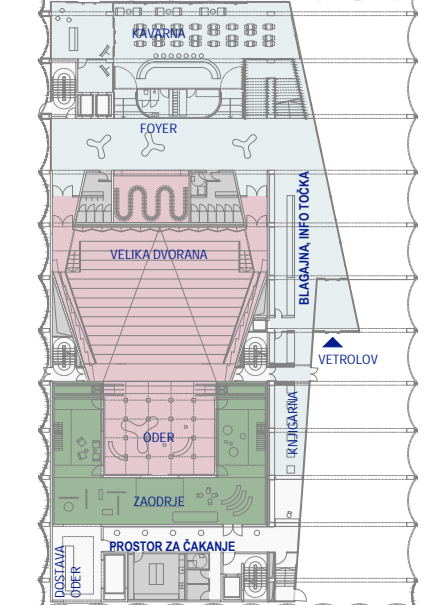 KAVARNA
FOYER
VELIKA DVORANA
BLAGAJNA, INFO TOČKA
VETROLOV
KNJIGARNA
ODER
ZAODRJE
PROSTOR ZA ČAKANJE
DOSTAVA
ODER